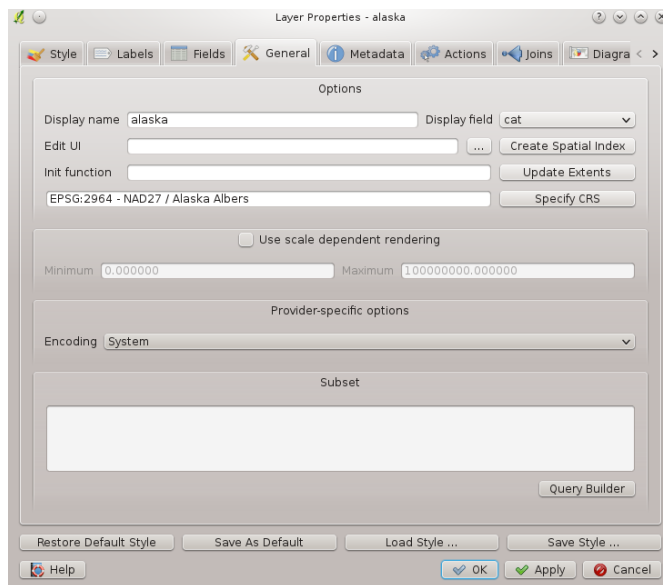 Layer Properties - alaska
Style Labels Fields General Metadata Actions Joins Diagra
Options
Display name alaska Display field cat
Edit UI ... Create Spatial Index
Init function Update Extents
EPSG:2964 - NAD27 / Alaska Albers Specify CRS
Use scale dependent rendering
Minimum 0.000000 Maximum 100000000.000000
Provider-specific options
Encoding System
Subset
Query Builder
Restore Default Style Save As Default Load Style ... Save Style ...
Help OK Apply Cancel